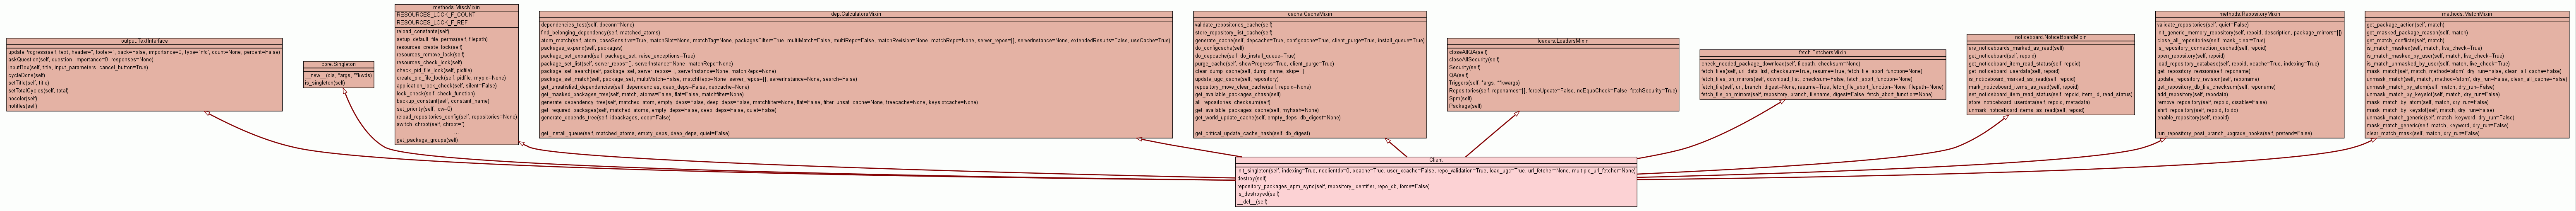 output.TextInterface
updateProgress(self, text, header='', footer='', back=False, importance=0, type='info', count=None, percent=False)
askQuestion(self, question, importance=0, responses=None)
inputBox(self, title, input_parameters, cancel_button=True)
cycleDone(self)
setTitle(self, title)
setTotalCycles(self, total)
nocolor(self)
notitles(self)
core.Singleton
__new__(cls, *args, **kwds)
is_singleton(self)
methods.MiscMixin
RESOURCES_LOCK_F_COUNT
RESOURCES_LOCK_F_REF
reload_constants(self)
setup_default_file_perms(self, filepath)
resources_create_lock(self)
resources_remove_lock(self)
resources_check_lock(self)
check_pid_file_lock(self, pidfile)
create_pid_file_lock(self, pidfile, mypid=None)
application_lock_check(self, silent=False)
lock_check(self, check_function)
backup_constant(self, constant_name)
set_priority(self, low=0)
reload_repositories_config(self, repositories=None)
switch_chroot(self, chroot='')
...
get_package_groups(self)
dep.CalculatorsMixin
dependencies_test(self, dbconn=None)
find_belonging_dependency(self, matched_atoms)
atom_match(self, atom, caseSensitive=True, matchSlot=None, matchTag=None, packagesFilter=True, multiMatch=False, multiRepo=False, matchRevision=None, matchRepo=None, server_repos=[], serverInstance=None, extendedResults=False, useCache=True)
packages_expand(self, packages)
package_set_expand(self, package_set, raise_exceptions=True)
package_set_list(self, server_repos=[], serverInstance=None, matchRepo=None)
package_set_search(self, package_set, server_repos=[], serverInstance=None, matchRepo=None)
package_set_match(self, package_set, multiMatch=False, matchRepo=None, server_repos=[], serverInstance=None, search=False)
get_unsatisfied_dependencies(self, dependencies, deep_deps=False, depcache=None)
get_masked_packages_tree(self, match, atoms=False, flat=False, matchfilter=None)
generate_dependency_tree(self, matched_atom, empty_deps=False, deep_deps=False, matchfilter=None, flat=False, filter_unsat_cache=None, treecache=None, keyslotcache=None)
get_required_packages(self, matched_atoms, empty_deps=False, deep_deps=False, quiet=False)
generate_depends_tree(self, idpackages, deep=False)
...
get_install_queue(self, matched_atoms, empty_deps, deep_deps, quiet=False)
cache.CacheMixin
validate_repositories_cache(self)
store_repository_list_cache(self)
generate_cache(self, depcache=True, configcache=True, client_purge=True, install_queue=True)
do_configcache(self)
do_depcache(self, do_install_queue=True)
purge_cache(self, showProgress=True, client_purge=True)
clear_dump_cache(self, dump_name, skip=[])
update_ugc_cache(self, repository)
repository_move_clear_cache(self, repoid=None)
get_available_packages_chash(self)
all_repositories_checksum(self)
get_available_packages_cache(self, myhash=None)
get_world_update_cache(self, empty_deps, db_digest=None)
...
get_critical_update_cache_hash(self, db_digest)
loaders.LoadersMixin
closeAllQA(self)
closeAllSecurity(self)
Security(self)
QA(self)
Triggers(self, *args, **kwargs)
Repositories(self, reponames=[], forceUpdate=False, noEquoCheck=False, fetchSecurity=True)
Spm(self)
Package(self)
fetch.FetchersMixin
check_needed_package_download(self, filepath, checksum=None)
fetch_files(self, url_data_list, checksum=True, resume=True, fetch_file_abort_function=None)
fetch_files_on_mirrors(self, download_list, checksum=False, fetch_abort_function=None)
fetch_file(self, url, branch, digest=None, resume=True, fetch_file_abort_function=None, filepath=None)
fetch_file_on_mirrors(self, repository, branch, filename, digest=False, fetch_abort_function=None)
noticeboard.NoticeBoardMixin
are_noticeboards_marked_as_read(self)
get_noticeboard(self, repoid)
get_noticeboard_item_read_status(self, repoid)
get_noticeboard_userdata(self, repoid)
is_noticeboard_marked_as_read(self, repoid)
mark_noticeboard_items_as_read(self, repoid)
set_noticeboard_item_read_status(self, repoid, item_id, read_status)
store_noticeboard_userdata(self, repoid, metadata)
unmark_noticeboard_items_as_read(self, repoid)
methods.RepositoryMixin
validate_repositories(self, quiet=False)
init_generic_memory_repository(self, repoid, description, package_mirrors=[])
close_all_repositories(self, mask_clear=True)
is_repository_connection_cached(self, repoid)
open_repository(self, repoid)
load_repository_database(self, repoid, xcache=True, indexing=True)
get_repository_revision(self, reponame)
update_repository_revision(self, reponame)
get_repository_db_file_checksum(self, reponame)
add_repository(self, repodata)
remove_repository(self, repoid, disable=False)
shift_repository(self, repoid, toidx)
enable_repository(self, repoid)
...
run_repository_post_branch_upgrade_hooks(self, pretend=False)
methods.MatchMixin
get_package_action(self, match)
get_masked_package_reason(self, match)
get_match_conflicts(self, match)
is_match_masked(self, match, live_check=True)
is_match_masked_by_user(self, match, live_check=True)
is_match_unmasked_by_user(self, match, live_check=True)
mask_match(self, match, method='atom', dry_run=False, clean_all_cache=False)
unmask_match(self, match, method='atom', dry_run=False, clean_all_cache=False)
unmask_match_by_atom(self, match, dry_run=False)
unmask_match_by_keyslot(self, match, dry_run=False)
mask_match_by_atom(self, match, dry_run=False)
mask_match_by_keyslot(self, match, dry_run=False)
unmask_match_generic(self, match, keyword, dry_run=False)
mask_match_generic(self, match, keyword, dry_run=False)
clear_match_mask(self, match, dry_run=False)
Client
init_singleton(self, indexing=True, noclientdb=0, xcache=True, user_xcache=False, repo_validation=True, load_ugc=True, url_fetcher=None, multiple_url_fetcher=None)
destroy(self)
repository_packages_spm_sync(self, repository_identifier, repo_db, force=False)
is_destroyed(self)
__del__(self)